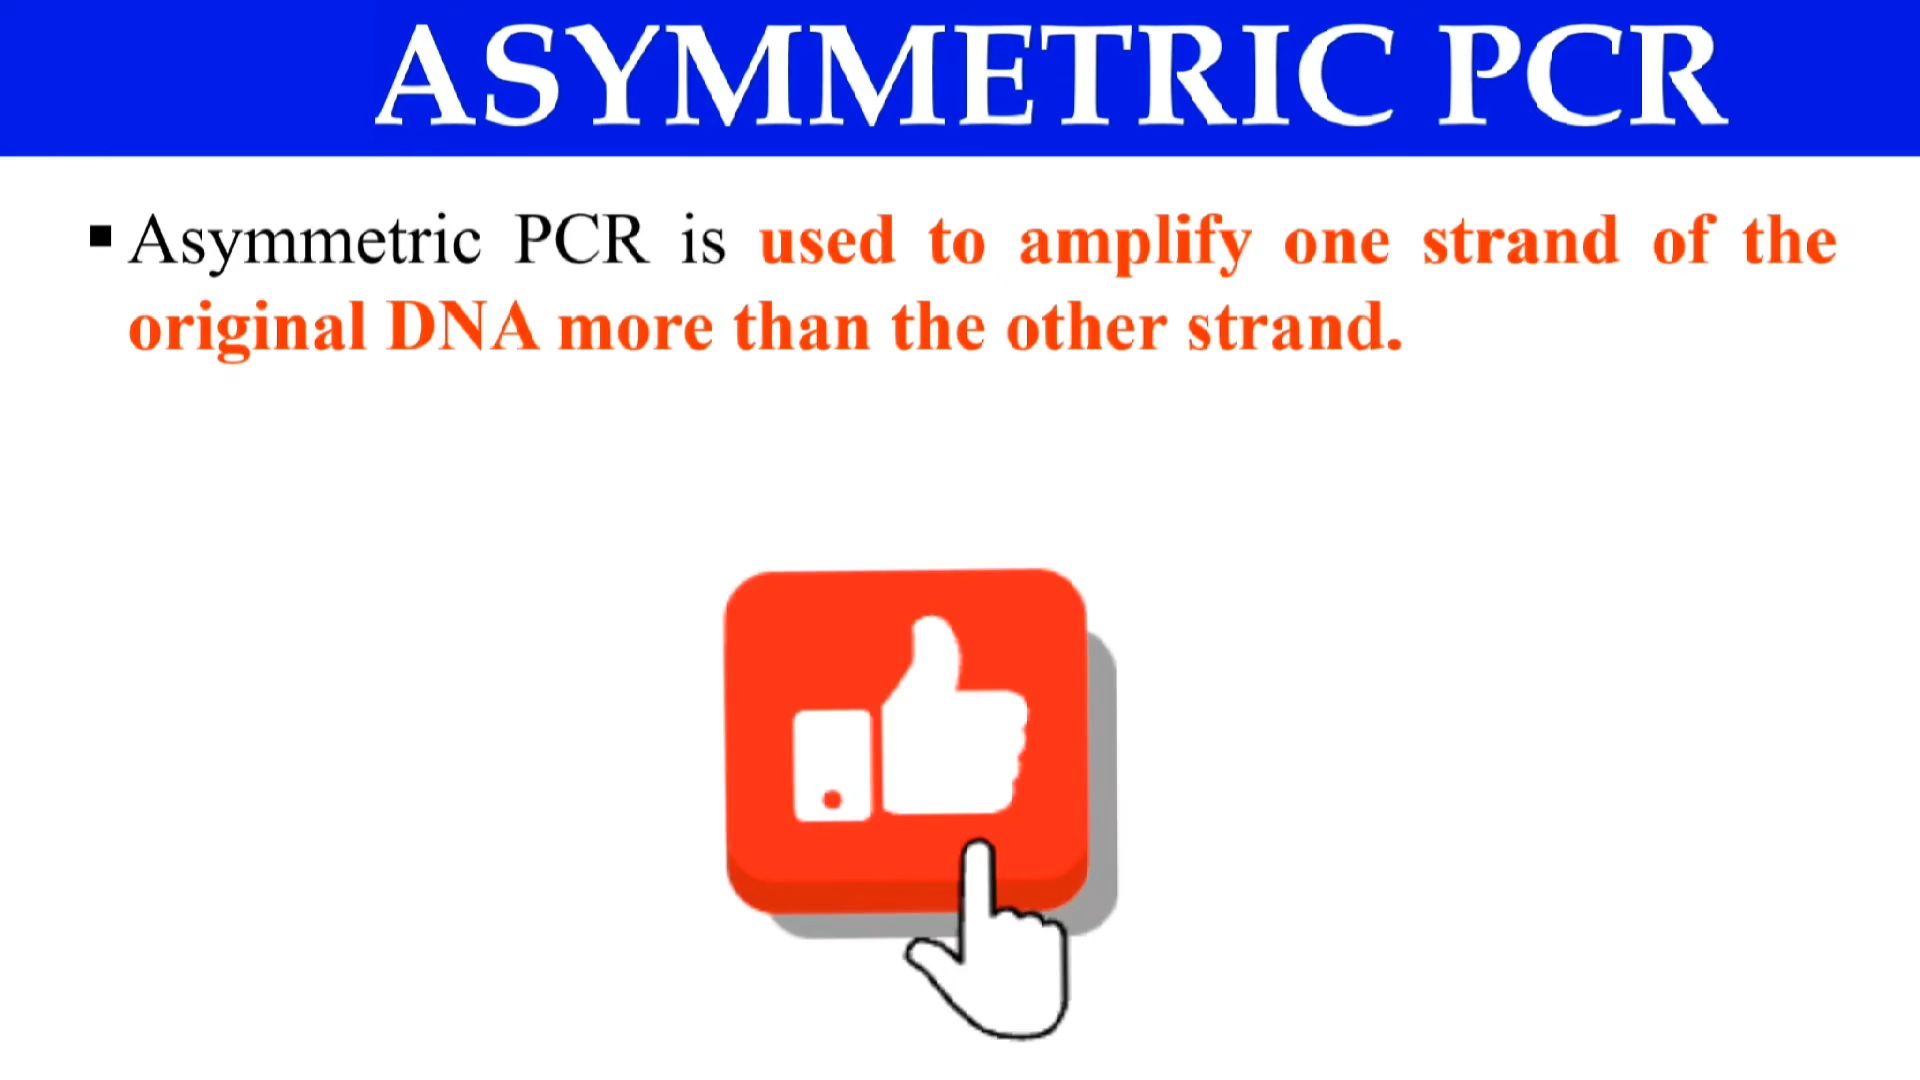 ASYMMETRIC PCR
▪ Asymmetric PCR is used to amplify one strand of the
original DNA more than the other strand.